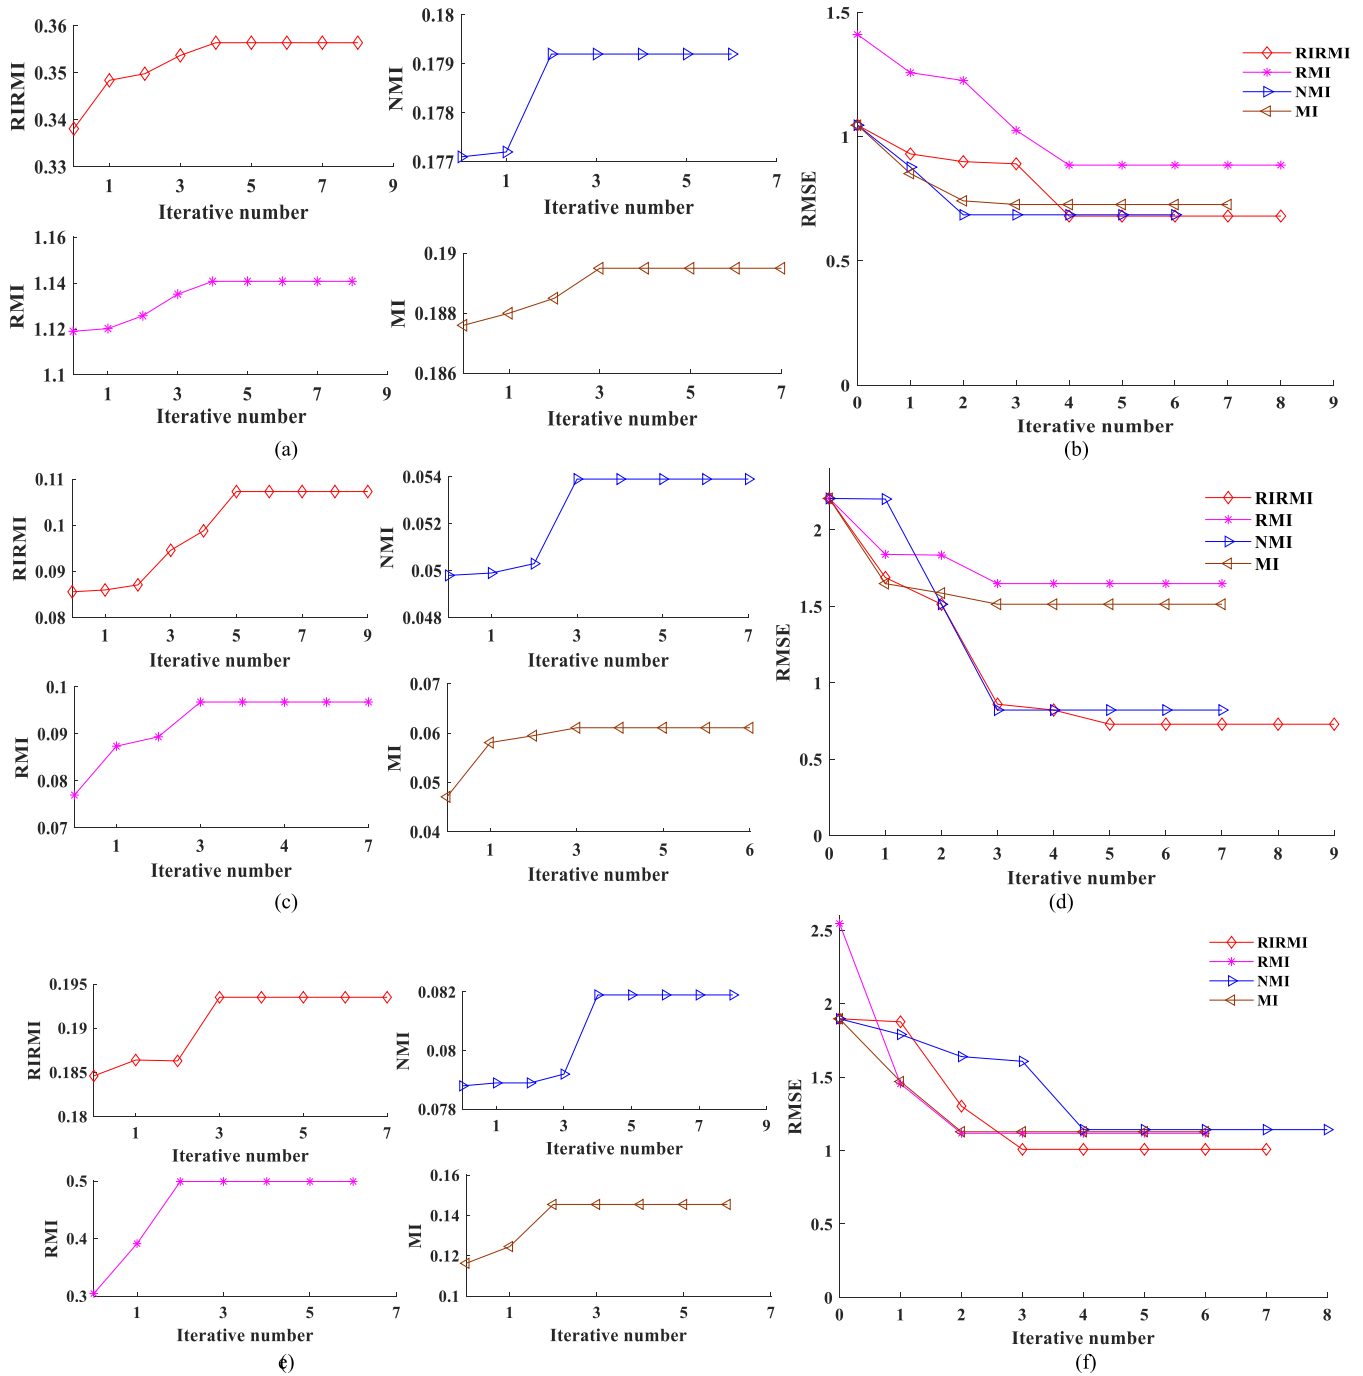 0.36
0.35
0.34
0.33
RIRMI
1 3 5 7 9
Iterative number
0.18
0.179
0.178
0.177
NMI
1 3 5 7
Iterative number
1.16
1.14
1.12
1.1
RMI
1 3 5 7 9
Iterative number
0.19
0.188
0.186
MI
1 3 5 7
Iterative number
(a)
1.5
1
0.5
0
RMSE
RIRMI
RMI
NMI
MI
0 1 2 3 4 5 6 7 8 9
Iterative number
(b)
0.11
0.1
0.09
0.08
RIRMI
1 3 5 7 9
Iterative number
0.054
0.052
0.05
0.048
NMI
1 3 5 7
Iterative number
0.1
0.09
0.08
0.07
RMI
1 3 4 7
Iterative number
0.07
0.06
0.05
0.04
MI
1 3 5 6
Iterative number
(c)
2
1.5
1
0.5
0
RMSE
RIRMI
RMI
NMI
MI
0 1 2 3 4 5 6 7 8 9
Iterative number
(d)
0.195
0.19
0.185
0.18
RIRMI
1 3 5 7
Iterative number
0.082
0.08
0.078
NMI
1 3 5 7 9
Iterative number
0.5
0.4
0.3
RMI
1 3 5 7
Iterative number
0.16
0.14
0.12
0.1
MI
1 3 5 7
Iterative number
(e)
2.5
2
1.5
1
0.5
0
RMSE
RIRMI
RMI
NMI
MI
0 1 2 3 4 5 6 7 8
Iterative number
(f)